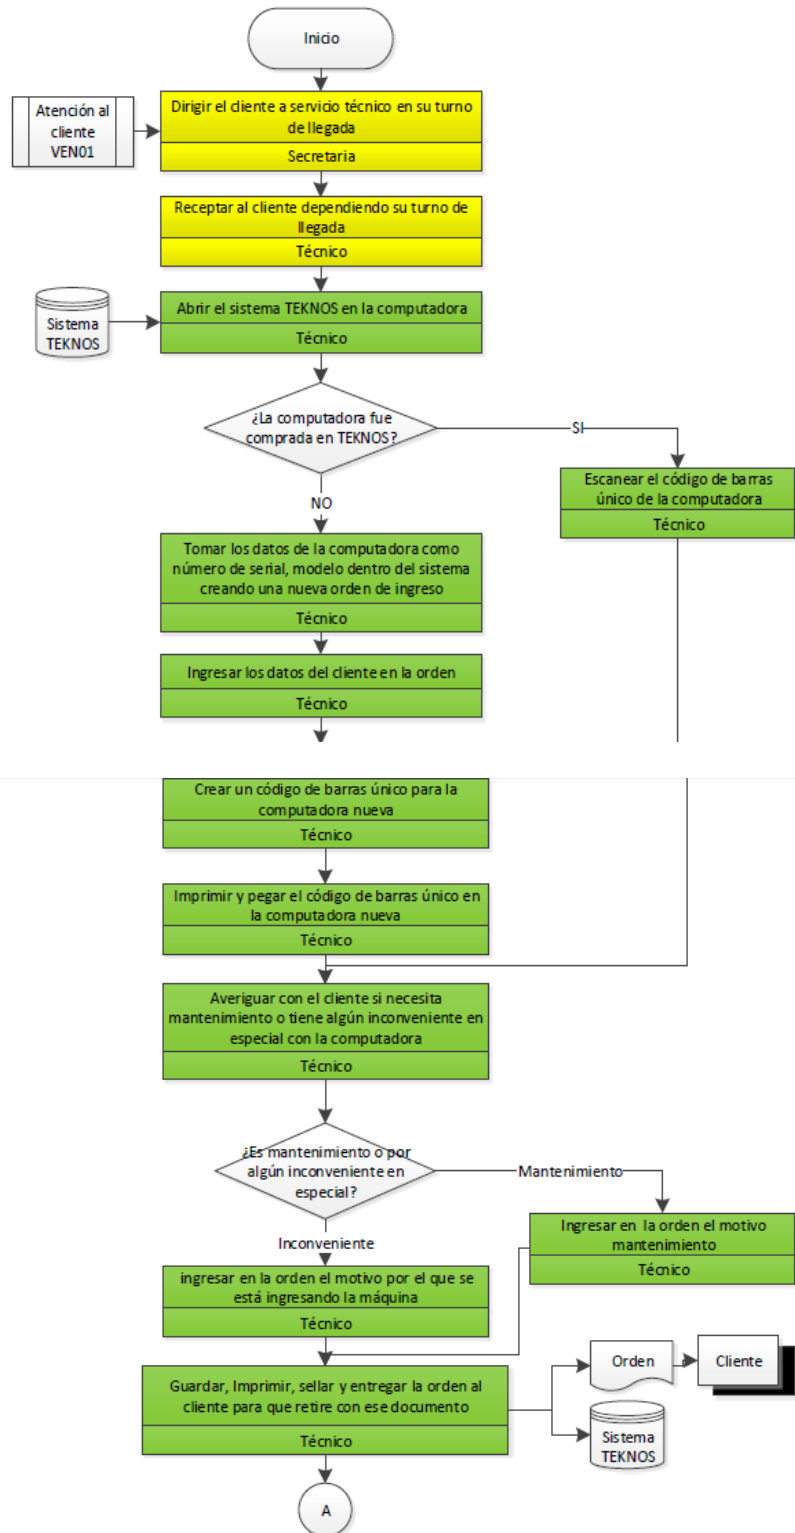 Inicio
Atención al
cliente
VEN01
Dirigir el cliente a servicio técnico en su turno
de llegada
Secretaria
Receptar al cliente dependiendo su turno de
llegada
Técnico
Sistema
TEKNOS
Abrir el sistema TEKNOS en la computadora
Técnico
¿La computadora fue
comprada en TEKNOS?
SI
Escanear el código de barras
único de la computadora
Técnico
NO
Tomar los datos de la computadora como
número de serial, modelo dentro del sistema
creando una nueva orden de ingreso
Técnico
Ingresar los datos del cliente en la orden
Técnico
Crear un código de barras único para la
computadora nueva
Técnico
Imprimir y pegar el código de barras único en
la computadora nueva
Técnico
Averiguar con el cliente si necesita
mantenimiento o tiene algún inconveniente en
especial con la computadora
Técnico
¿Es mantenimiento o por
algún inconveniente en
especial?
Mantenimiento
Ingresar en la orden el motivo
mantenimiento
Técnico
Inconveniente
ingresar en la orden el motivo por el que se
está ingresando la máquina
Técnico
Guardar, Imprimir, sellar y entregar la orden al
cliente para que retire con ese documento
Técnico
Orden
Cliente
Sistema
TEKNOS
A